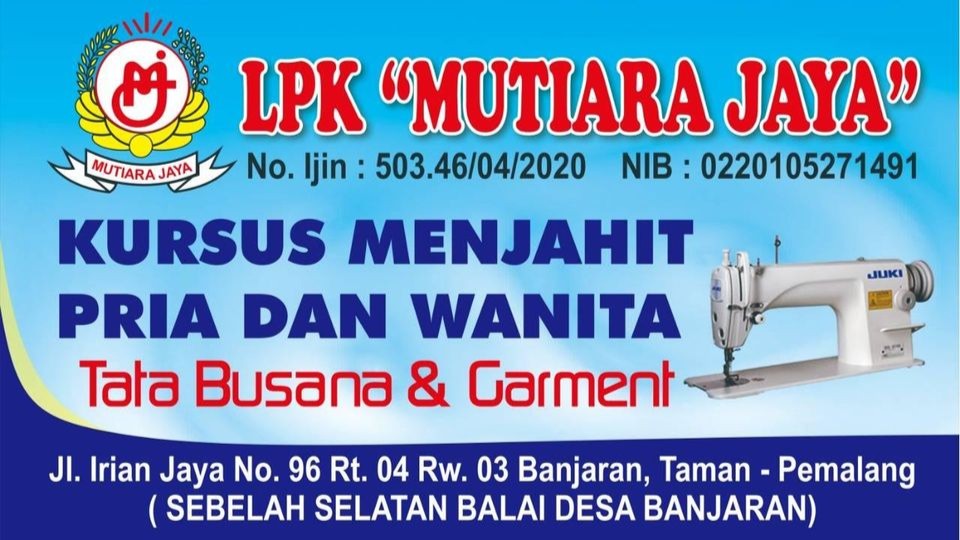 MJ
MUTIARA JAYA
LPK “MUTIARA JAYA”
No. Ijin : 503.46/04/2020 NIB : 0220105271491
KURSUS MENJAHIT
PRIA DAN WANITA
Tata Busana & Garment
JUKI
Jl. Irian Jaya No. 96 Rt. 04 Rw. 03 Banjaran, Taman - Pemalang
( SEBELAH SELATAN BALAI DESA BANJARAN)